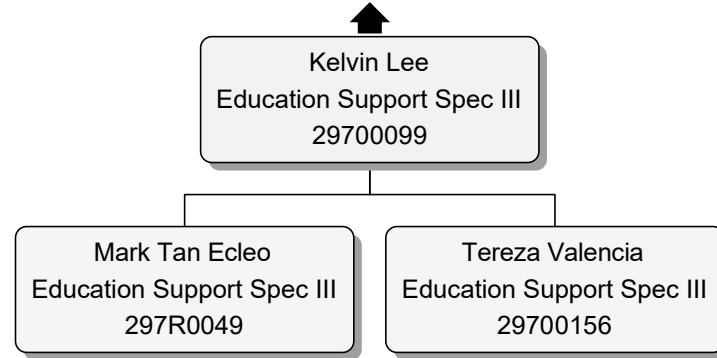 Kelvin Lee
Education Support Spec III
29700099
Mark Tan Ecleo
Education Support Spec III
297R0049
Tereza Valencia
Education Support Spec III
29700156